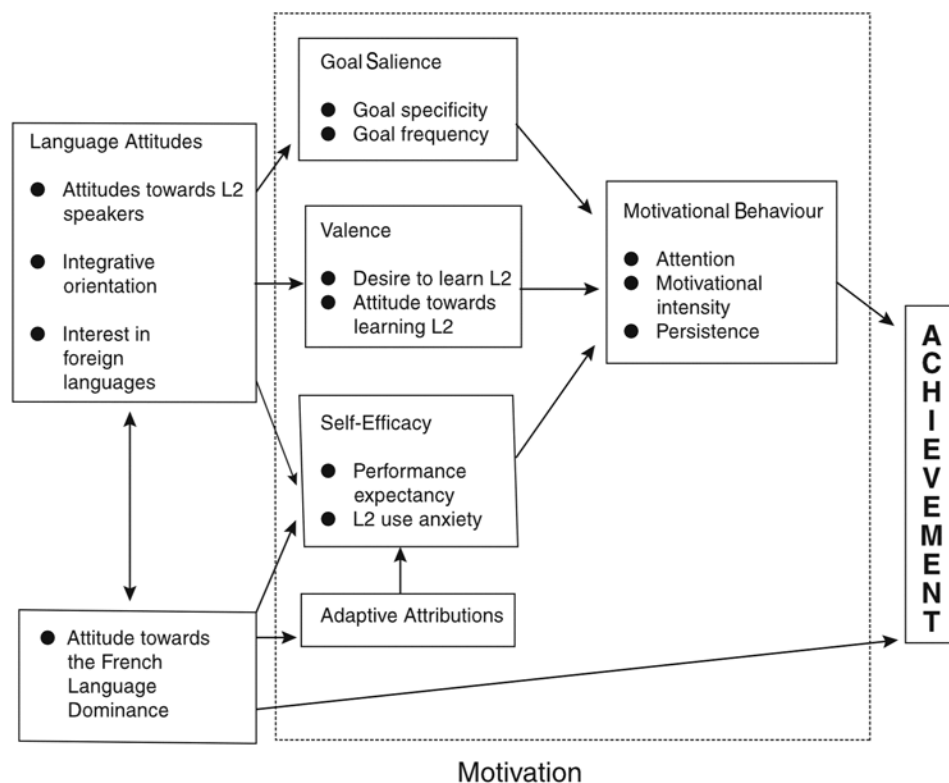 Language Attitudes
● Attitudes towards L2
speakers
● Integrative
orientation
● Interest in
foreign
languages
● Attitude towards
the French
Language
Dominance
Goal Salience
● Goal specificity
● Goal frequency
Valence
● Desire to learn L2
● Attitude towards
learning L2
Self-Efficacy
● Performance
expectancy
● L2 use anxiety
Adaptive Attributions
Motivational Behaviour
● Attention
● Motivational
intensity
● Persistence
ACHIEVEMENT
Motivation